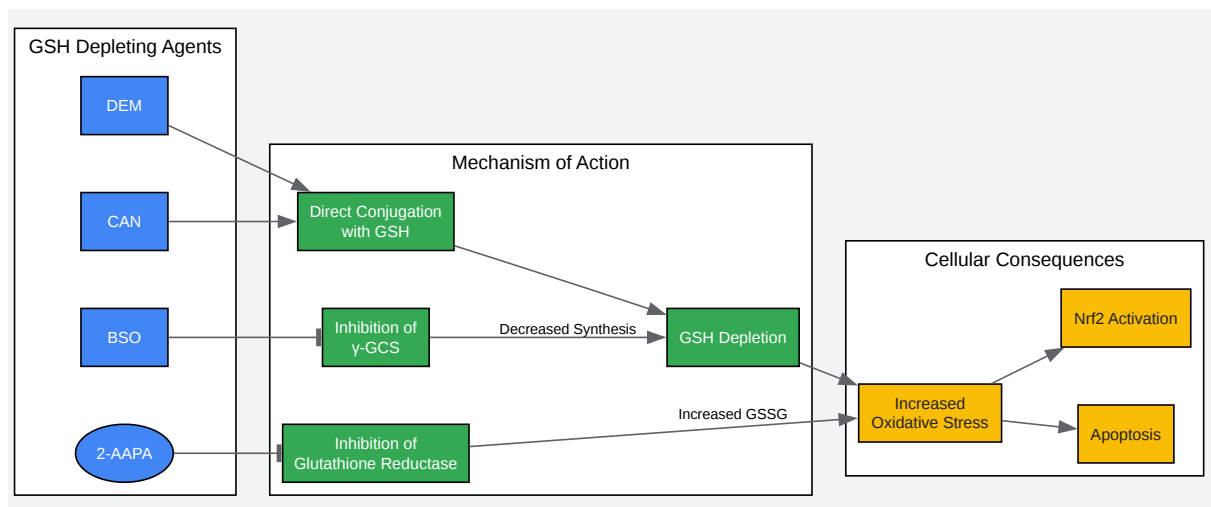 GSH Depleting Agents
DEM
CAN
BSO
2-AAPA
Mechanism of Action
Direct Conjugation
with GSH
Inhibition of
γ-GCS
Decreased Synthesis
GSH Depletion
Inhibition of
Glutathione Reductase
Increased GSSG
Cellular Consequences
Nrf2 Activation
Increased
Oxidative Stress
Apoptosis